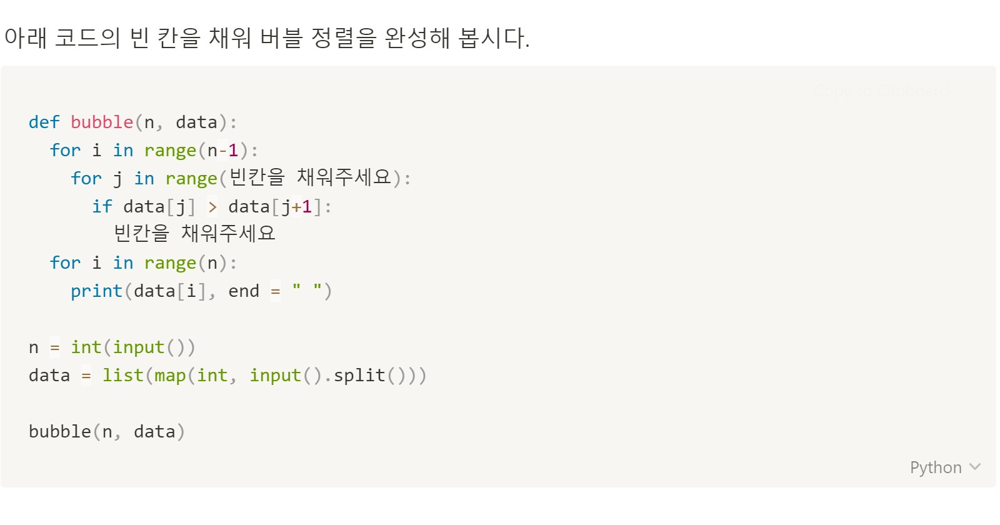 아래 코드의 빈 칸을 채워 버블 정렬을 완성해 봅시다.
Copy to Clipboard
def bubble(n, data):
  for i in range(n-1):
    for j in range(빈칸을 채워주세요):
      if data[j] > data[j+1]:
        빈칸을 채워주세요
  for i in range(n):
    print(data[i], end = " ")
n = int(input())
data = list(map(int, input().split()))
bubble(n, data)
Python